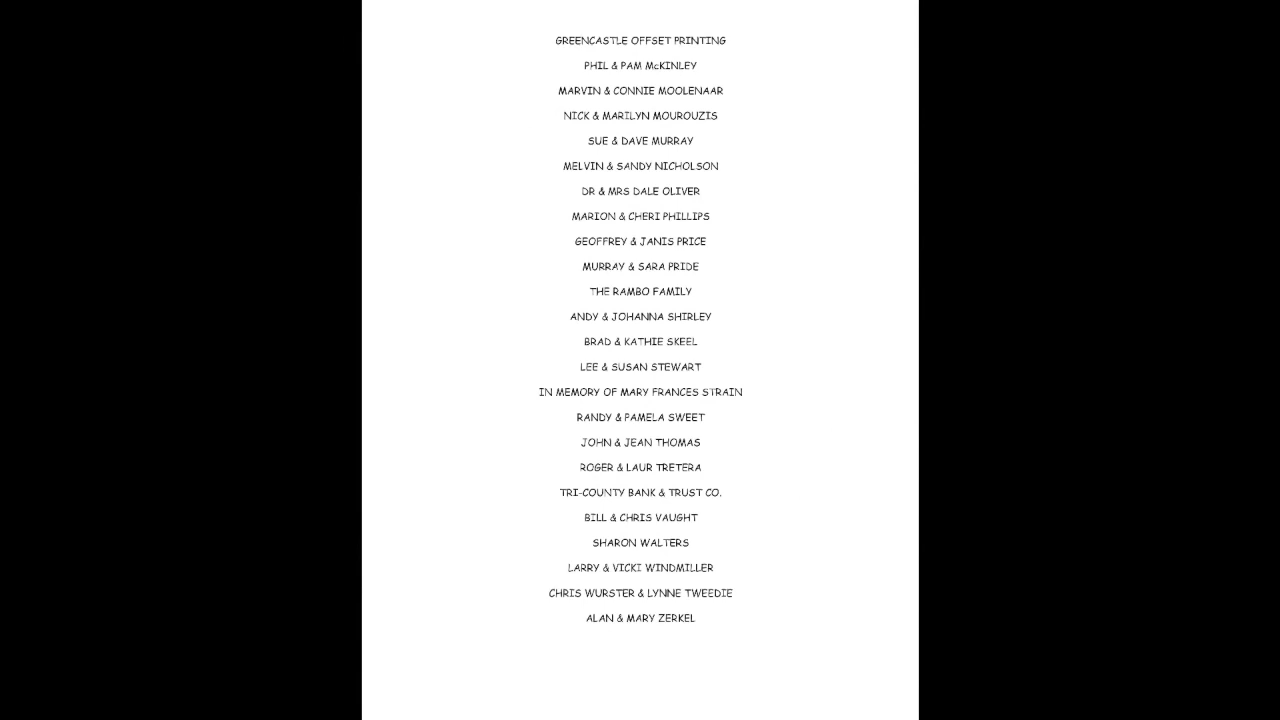 GREENCASTLE OFFSET PRINTING
PHIL & PAM McKINLEY
MARVIN & CONNIE MOOLENAAR
NICK & MARILYN MOUROUZIS
SUE & DAVE MURRAY
MELVIN & SANDY NICHOLSON
DR & MRS DALE OLIVER
MARION & CHERI PHILLIPS
GEOFFREY & JANIS PRICE
MURRAY & SARA PRIDE
THE RAMBO FAMILY
ANDY & JOHANNA SHIRLEY
BRAD & KATHIE SKEEL
LEE & SUSAN STEWART
IN MEMORY OF MARY FRANCES STRAIN
RANDY & PAMELA SWEET
JOHN & JEAN THOMAS
ROGER & LAUR TRETERA
TRI-COUNTY BANK & TRUST CO.
BILL & CHRIS VAUGHT
SHARON WALTERS
LARRY & VICKI WINDMILLER
CHRIS WURSTER & LYNNE TWEEDIE
ALAN & MARY ZERKEL